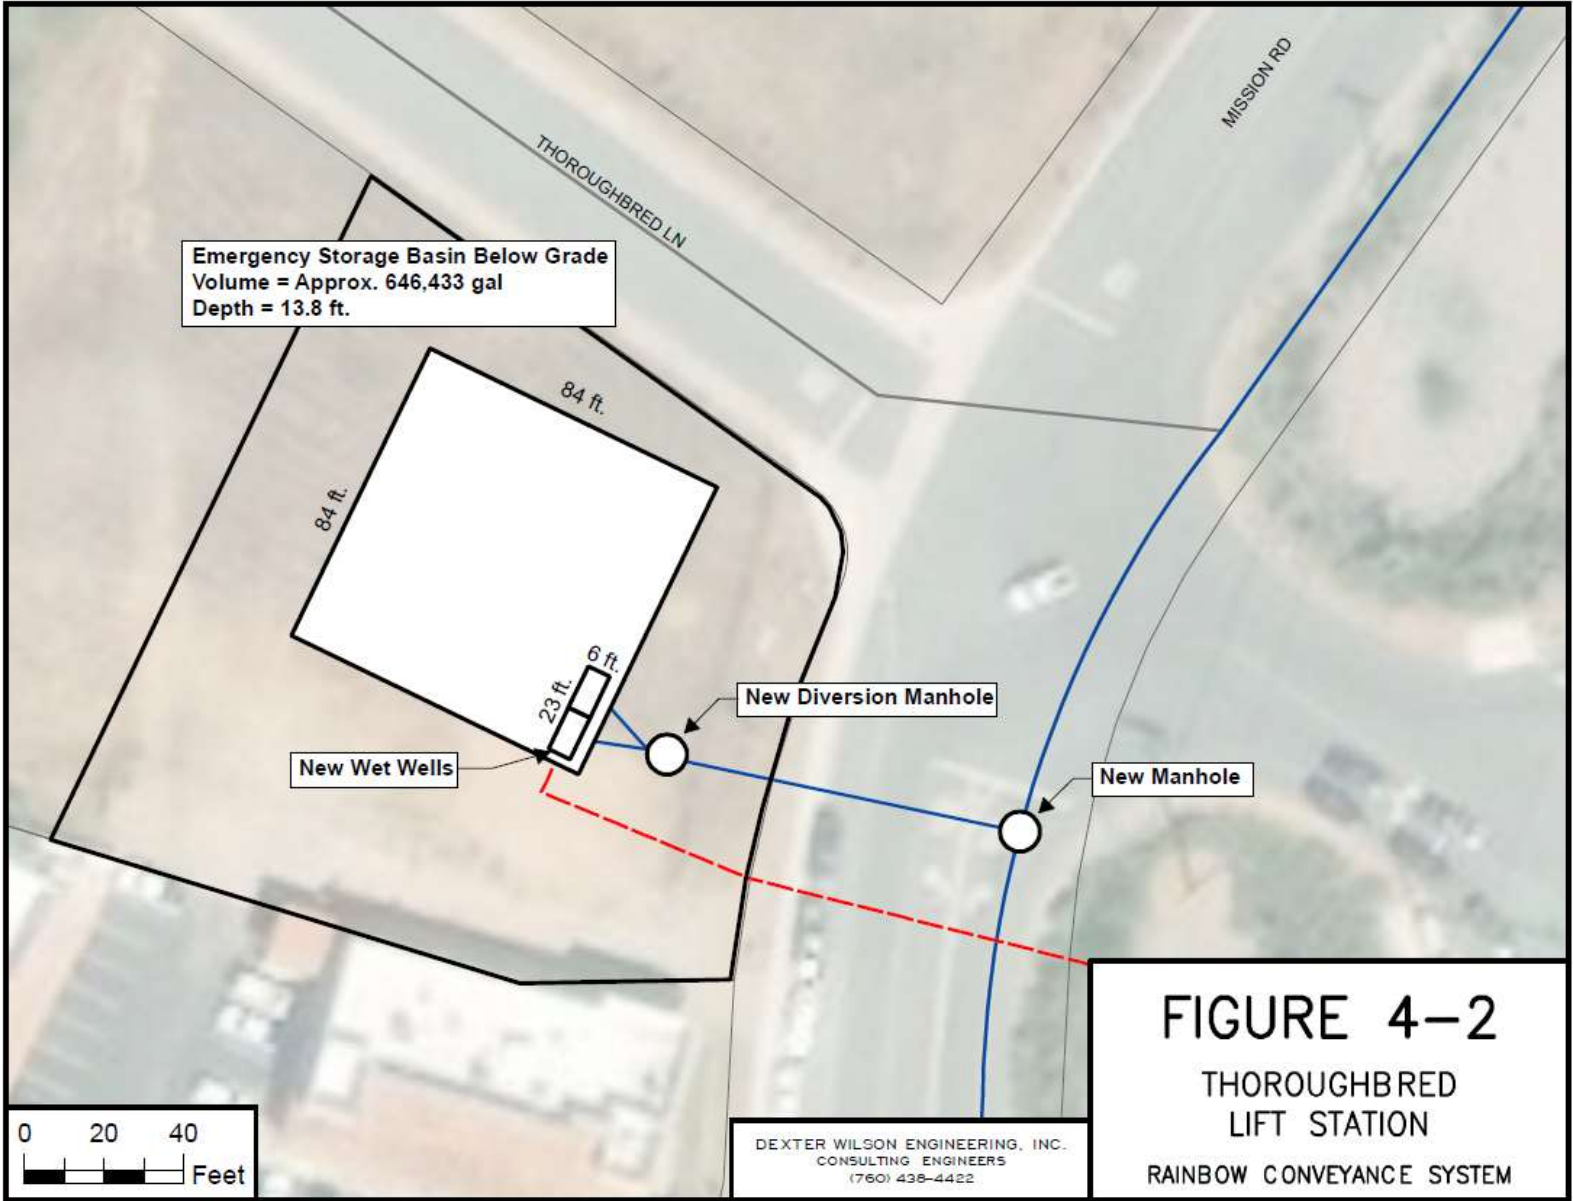 THOROUGHBRED LN
MISSION RD
Emergency Storage Basin Below Grade
Volume = Approx. 646,433 gal
Depth = 13.8 ft.
84 ft.
84 ft.
6 ft.
23 ft.
New Diversion Manhole
New Wet Wells
New Manhole
FIGURE 4-2
THOROUGHBRED
LIFT STATION
RAINBOW CONVEYANCE SYSTEM
DEXTER WILSON ENGINEERING, INC.
CONSULTING ENGINEERS
(760) 438-4422
0 20 40
Feet